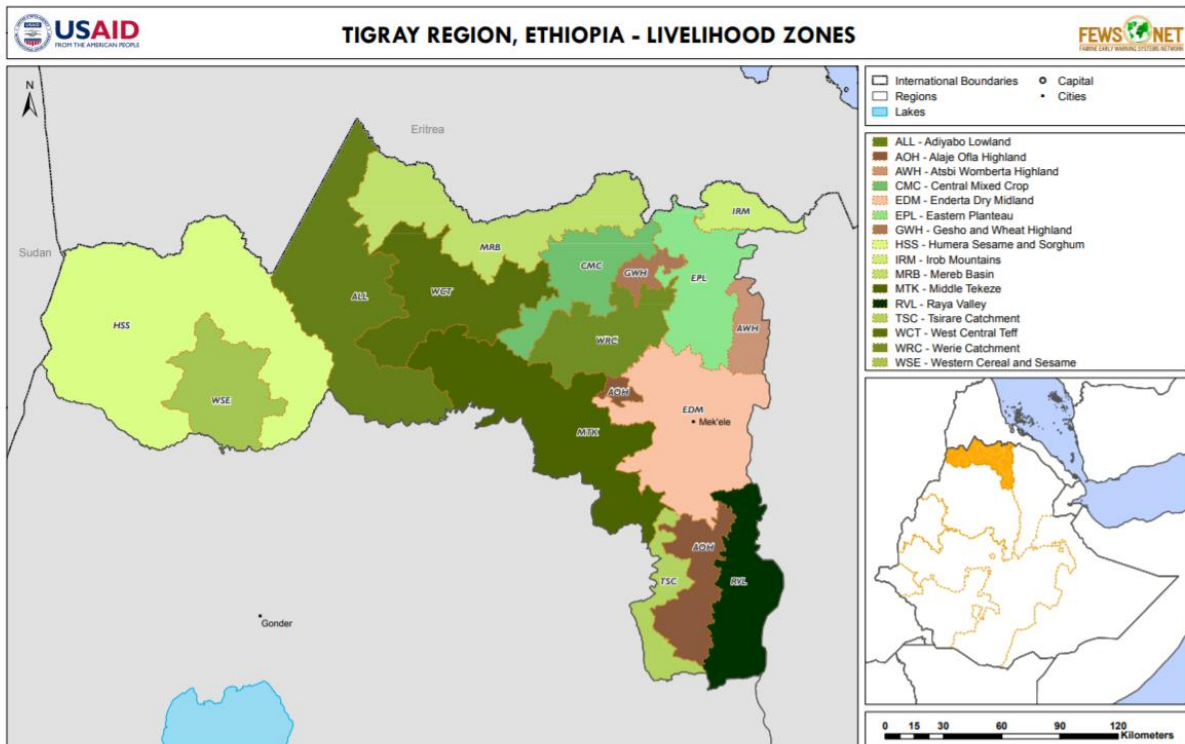 USAID
FROM THE AMERICAN PEOPLE
TIGRAY REGION, ETHIOPIA - LIVELIHOOD ZONES
FEWS NET
FAMINE EARLY WARNING SYSTEMS NETWORK
N
Eritrea
Sudan
IRM
MRB
CMC
GWH
EPL
WCT
ALL
HSS
AWH
WRC
AOH
WSE
EDM
Mek'ele
MTK
AOH
TSC
RVL
Gonder
International Boundaries
Capital
Regions
Cities
Lakes
ALL - Adiyabo Lowland
AOH - Alaje Ofla Highland
AWH - Atsbi Womberta Highland
CMC - Central Mixed Crop
EDM - Enderta Dry Midland
EPL - Eastern Planteau
GWH - Gesho and Wheat Highland
HSS - Humera Sesame and Sorghum
IRM - Irob Mountains
MRB - Mereb Basin
MTK - Middle Tekeze
RVL - Raya Valley
TSC - Tsirare Catchment
WCT - West Central Teff
WRC - Werie Catchment
WSE - Western Cereal and Sesame
0 15 30 60 90 120
Kilometers